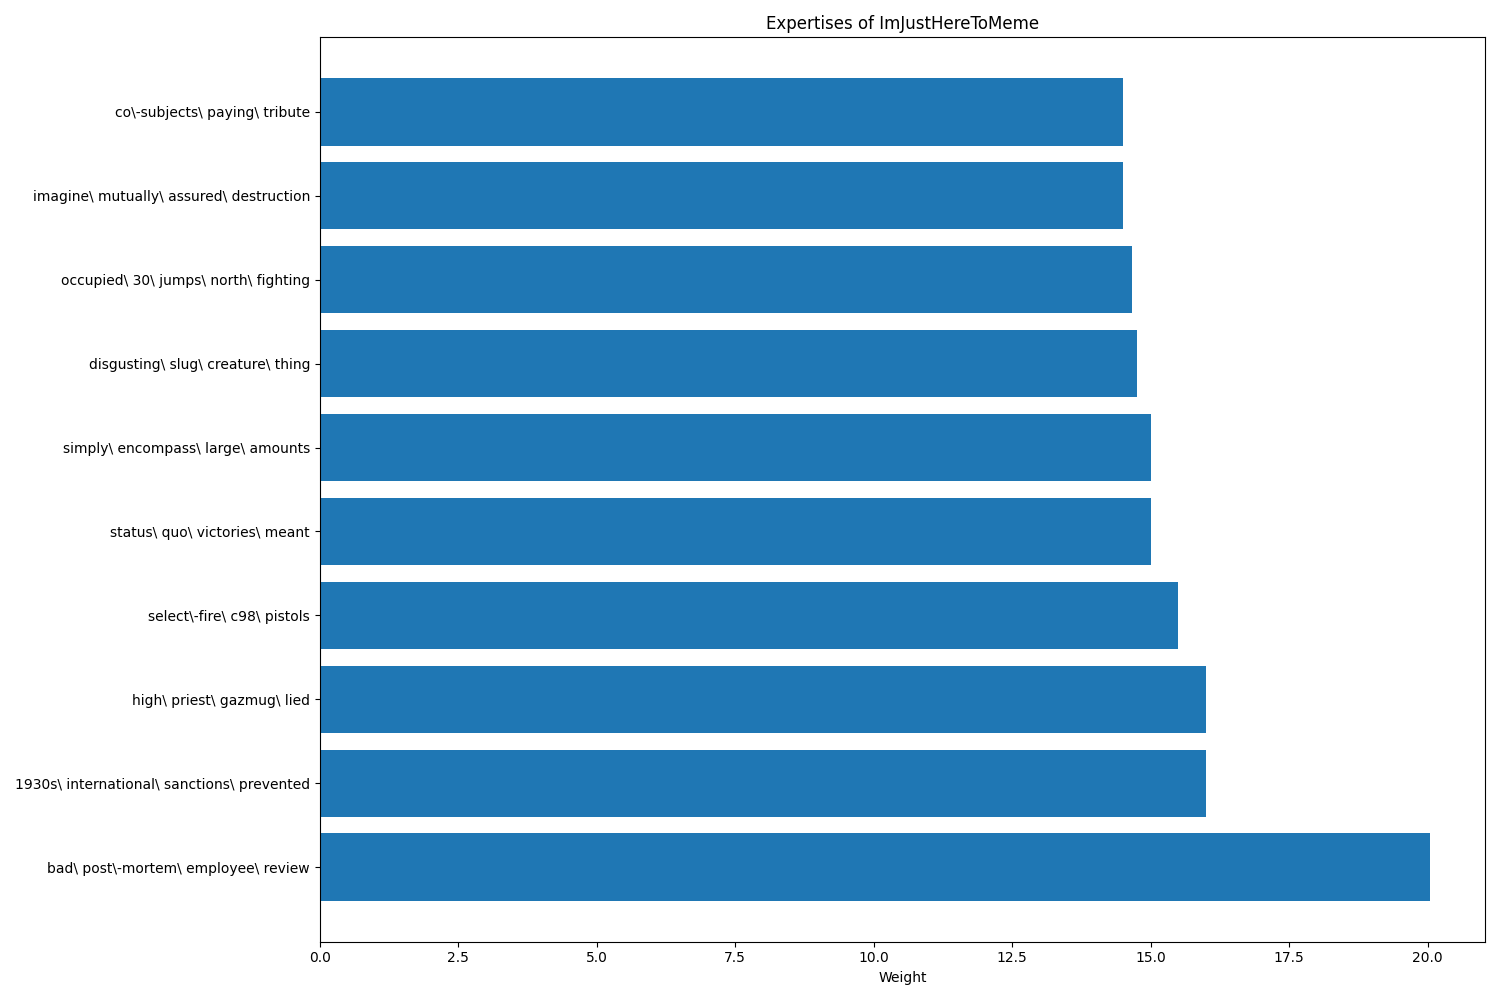 Expertises of ImJustHereToMeme
co\-subjects\ paying\ tribute
imagine\ mutually\ assured\ destruction
occupied\ 30\ jumps\ north\ fighting
disgusting\ slug\ creature\ thing
simply\ encompass\ large\ amounts
status\ quo\ victories\ meant
select\-fire\ c98\ pistols
high\ priest\ gazmug\ lied
1930s\ international\ sanctions\ prevented
bad\ post\-mortem\ employee\ review
0.0 2.5 5.0 7.5 10.0 12.5 15.0 17.5 20.0
Weight